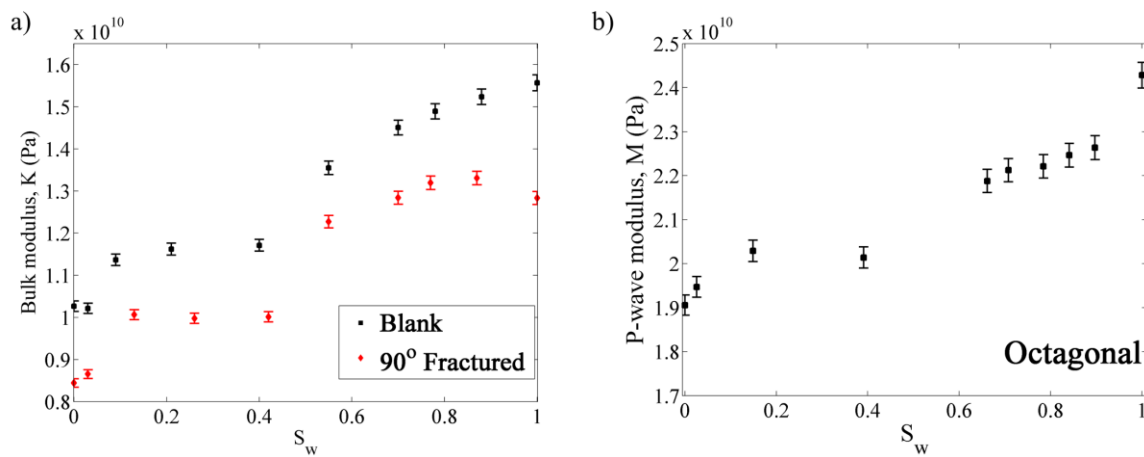 a)
x 10^10
1.6
1.5
1.4
1.3
1.2
1.1
1
0.9
0.8
Bulk modulus, K (Pa)
Blank
90° Fractured
0 0.2 0.4 0.6 0.8 1
S_w
b)
x 10^10
2.5
2.4
2.25
2.2
2.1
2
1.9
1.8
1.7
P-wave modulus, M (Pa)
Octagonal
0 0.2 0.4 0.6 0.8 1
S_w